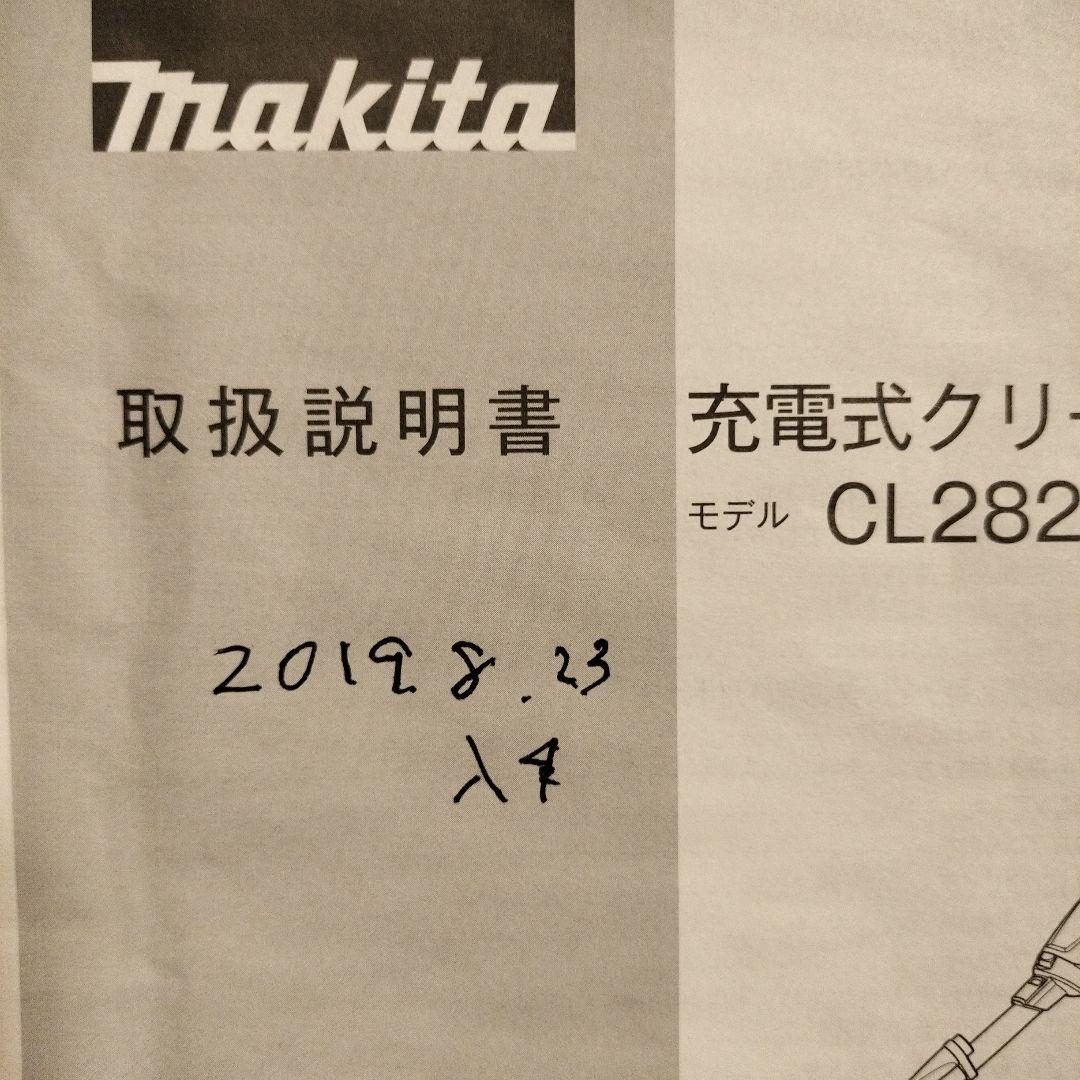 makita
取扱説明書
充電式クリー
モデル CL282
2019.8.23
入手